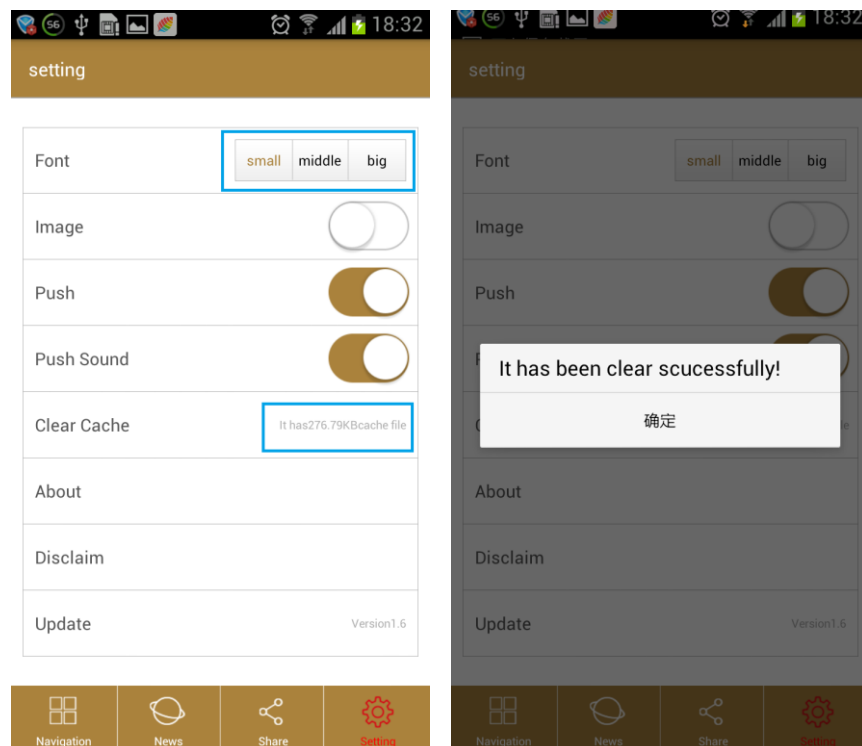 56 18:32
setting
Font small middle big
Image
Push
Push Sound
Clear Cache It has276.79KBcache file
About
Disclaim
Update Version1.6
Navigation News Share Setting
56 18:32
setting
Font small middle big
Image
Push
It has been clear scucessfully!
确定
About
Disclaim
Update Version1.6
Navigation News Share Setting